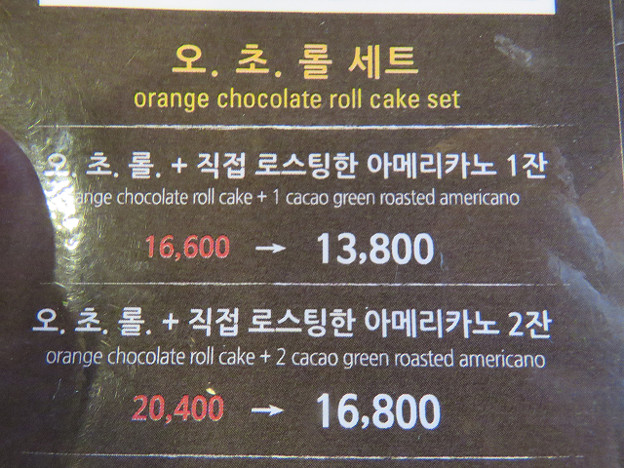 오. 초. 롤 세트
orange chocolate roll cake set
오. 초. 롤. + 직접 로스팅한 아메리카노 1잔
ange chocolate roll cake + 1 cacao green roasted americano
16,600 → 13,800
오. 초. 롤. + 직접 로스팅한 아메리카노 2잔
orange chocolate roll cake + 2 cacao green roasted americano
20,400 → 16,800